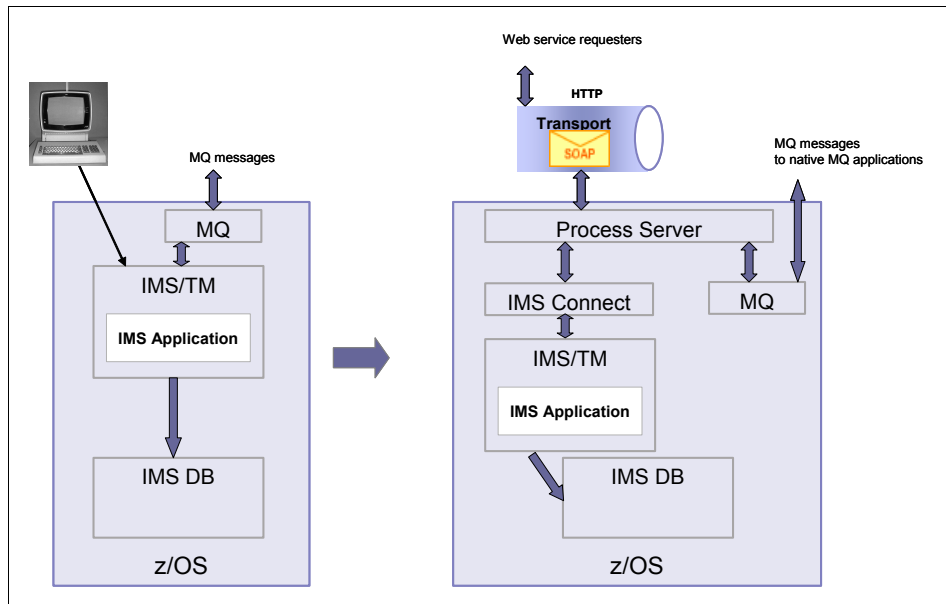 Web service requesters
HTTP
Transport
SOAP
MQ messages
MQ messages
to native MQ applications
MQ
Process Server
IMS/TM
IMS Connect
MQ
IMS Application
IMS/TM
IMS Application
IMS DB
IMS DB
z/OS
z/OS